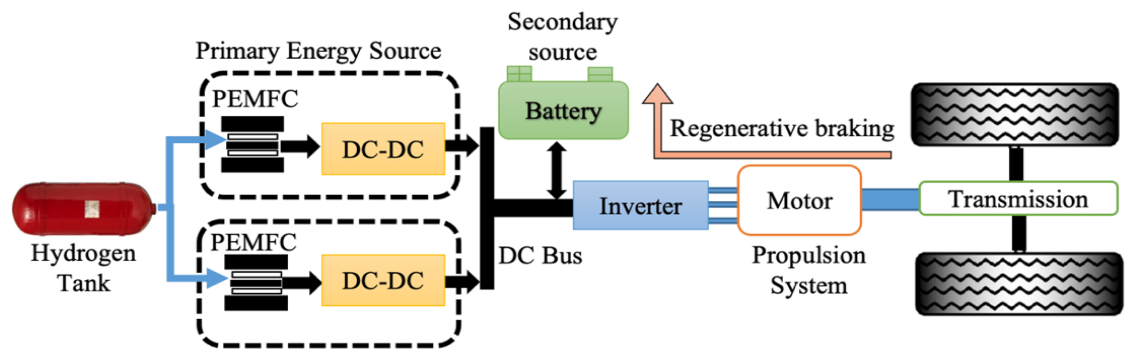 Primary Energy Source
PEMFC
DC-DC
PEMFC
DC-DC
Hydrogen
Tank
DC Bus
Secondary
source
Battery
Regenerative braking
Inverter
Motor
Propulsion
System
Transmission